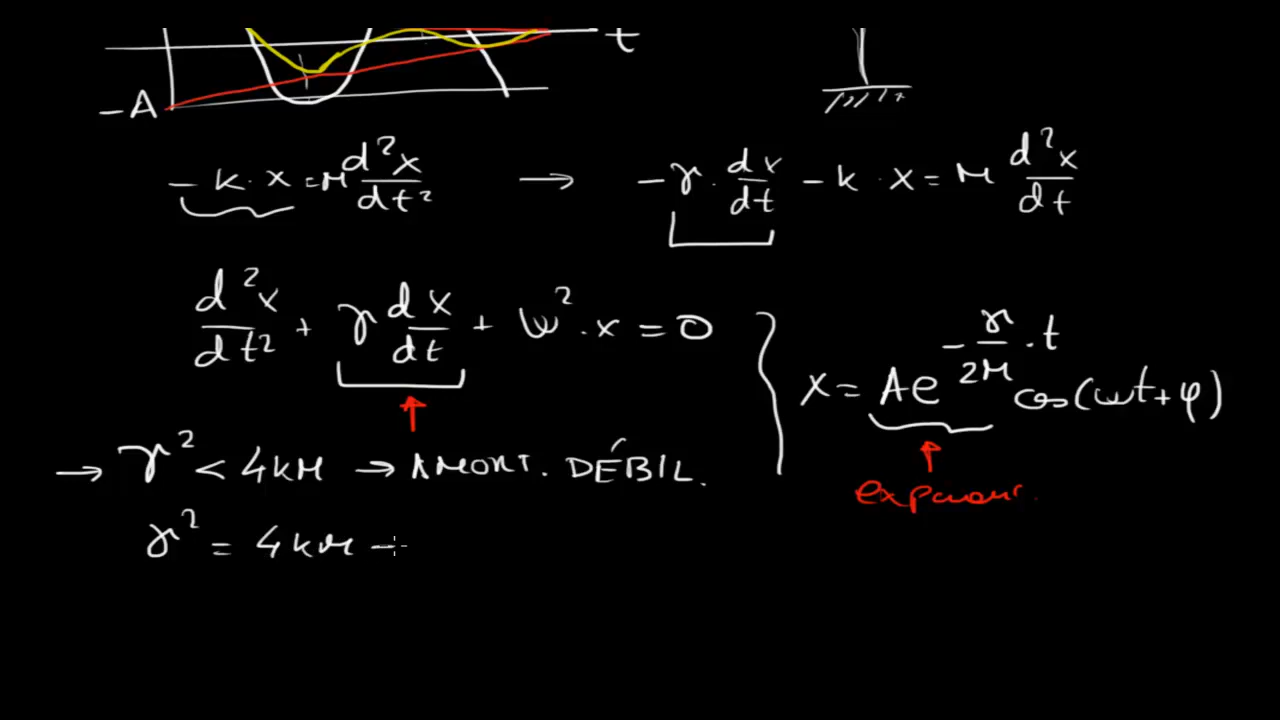 t
-A
-k·x = M d²x/dt² → -γ·dx/dt - k·x = M d²x/dt
d²x/dt² + γ dx/dt + ω²·x = 0
x = Ae^(-γ/2M·t) cos(ωt+φ)
→ γ² < 4kM → AMORT. DÉBIL.
γ² = 4kM -